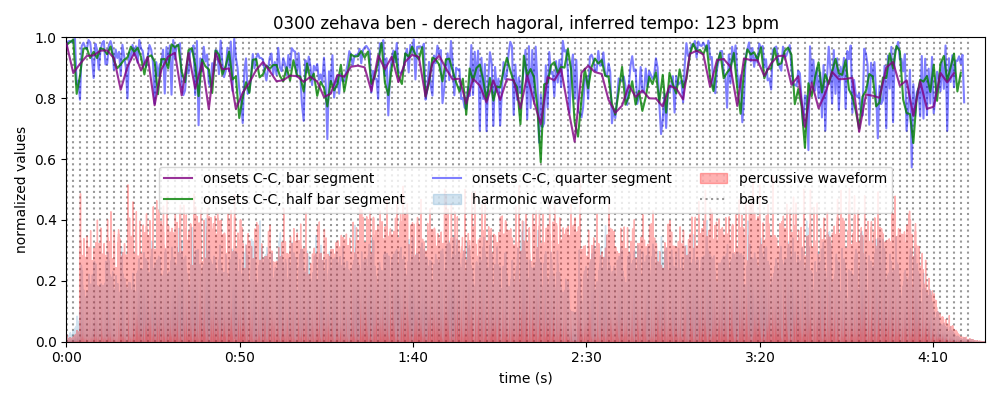 0300 zehava ben - derech hagoral, inferred tempo: 123 bpm
1.0
0.8
0.6
0.4
0.2
0.0
normalized values
onsets C-C, bar segment
onsets C-C, half bar segment
onsets C-C, quarter segment
harmonic waveform
percussive waveform
bars
0:00
0:50
1:40
2:30
3:20
4:10
time (s)